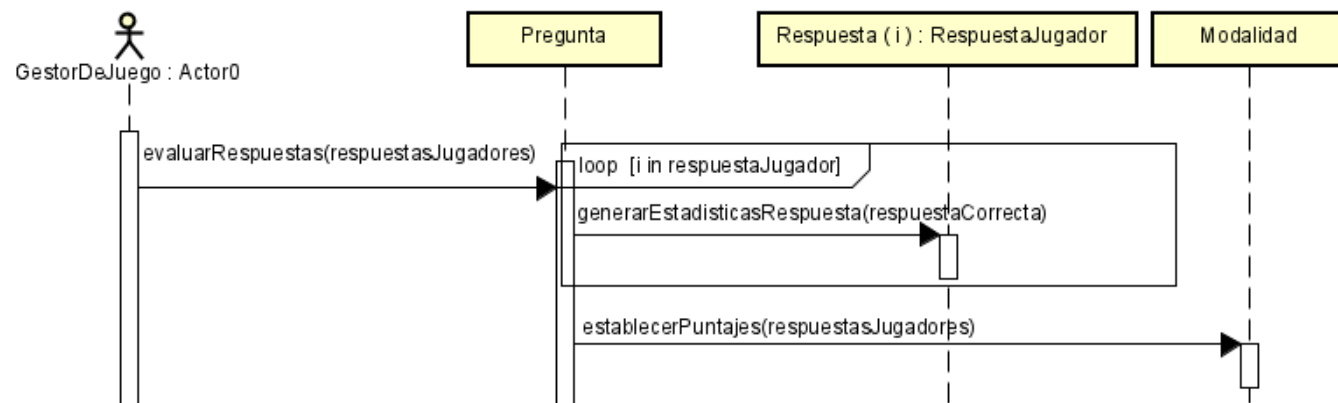 GestorDeJuego : Actor0
Pregunta
Respuesta ( i ) : RespuestaJugador
Modalidad
evaluarRespuestas(respuestasJugadores)
loop [i in respuestaJugador]
generarEstadisticasRespuesta(respuestaCorrecta)
establecerPuntajes(respuestasJugadores)